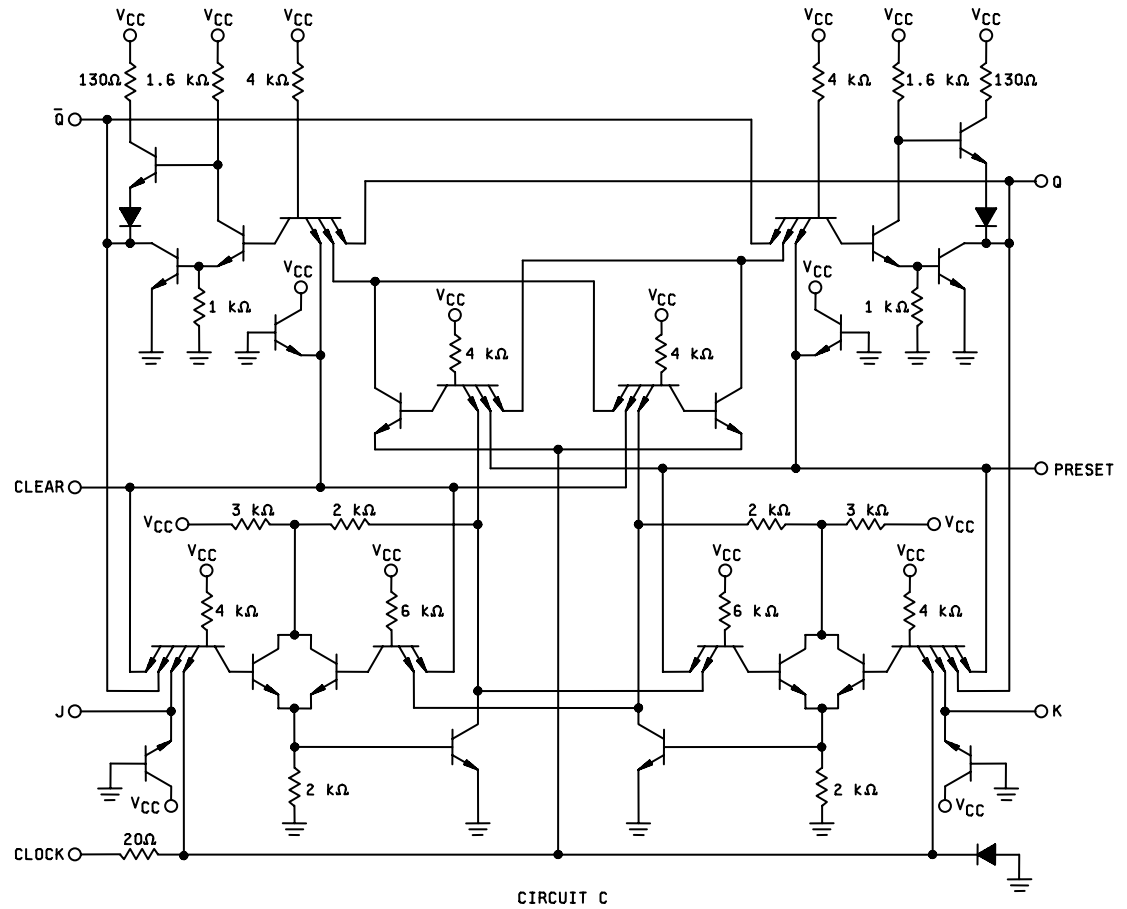 VCC VCC VCC VCC VCC VCC
130Ω 1.6 kΩ 4 kΩ 4 kΩ 1.6 kΩ 130Ω
Q̅
Q
VCC VCC
VCC VCC
1 kΩ 1 kΩ
4 kΩ 4 kΩ
PRESET
CLEAR
3 kΩ 2 kΩ 2 kΩ 3 kΩ
VCC VCC
VCC VCC VCC VCC
4 kΩ 6 kΩ 6 kΩ 4 kΩ
J K
2 kΩ 2 kΩ
VCC VCC
20Ω
CLOCK
CIRCUIT C